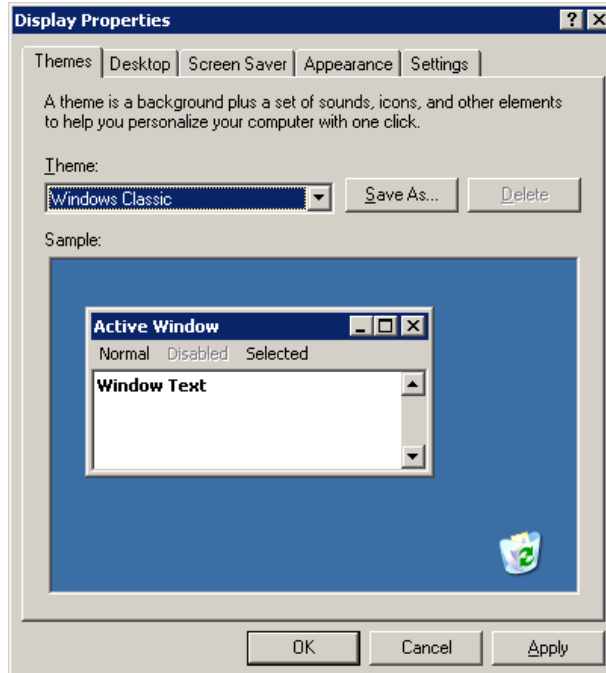 Display Properties
Themes Desktop Screen Saver Appearance Settings
A theme is a background plus a set of sounds, icons, and other elements
to help you personalize your computer with one click.
Theme:
Windows Classic Save As... Delete
Sample:
Active Window
Normal Disabled Selected
Window Text
OK Cancel Apply